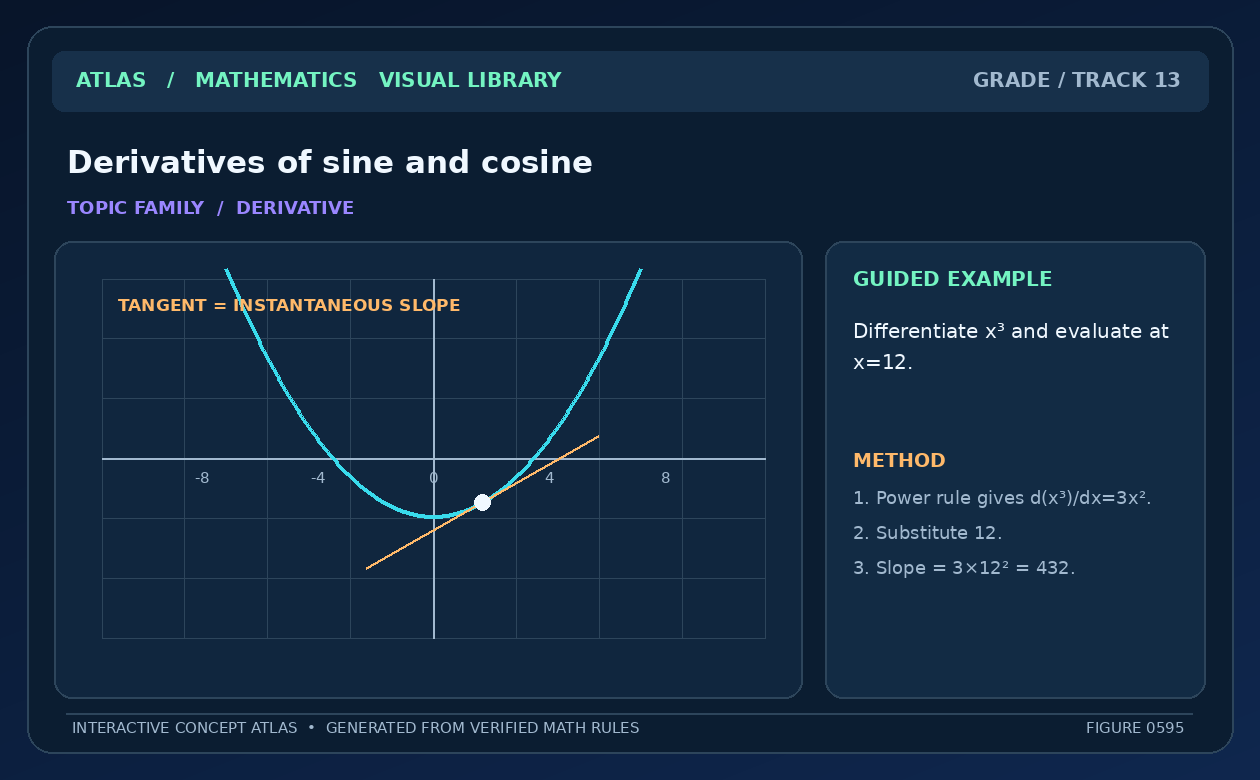 ATLAS / MATHEMATICS VISUAL LIBRARY
GRADE / TRACK 13
Derivatives of sine and cosine
TOPIC FAMILY / DERIVATIVE
TANGENT = INSTANTANEOUS SLOPE
-8 -4 0 4 8
GUIDED EXAMPLE
Differentiate x³ and evaluate at
x=12.
METHOD
1. Power rule gives d(x³)/dx=3x².
2. Substitute 12.
3. Slope = 3×12² = 432.
INTERACTIVE CONCEPT ATLAS • GENERATED FROM VERIFIED MATH RULES
FIGURE 0595